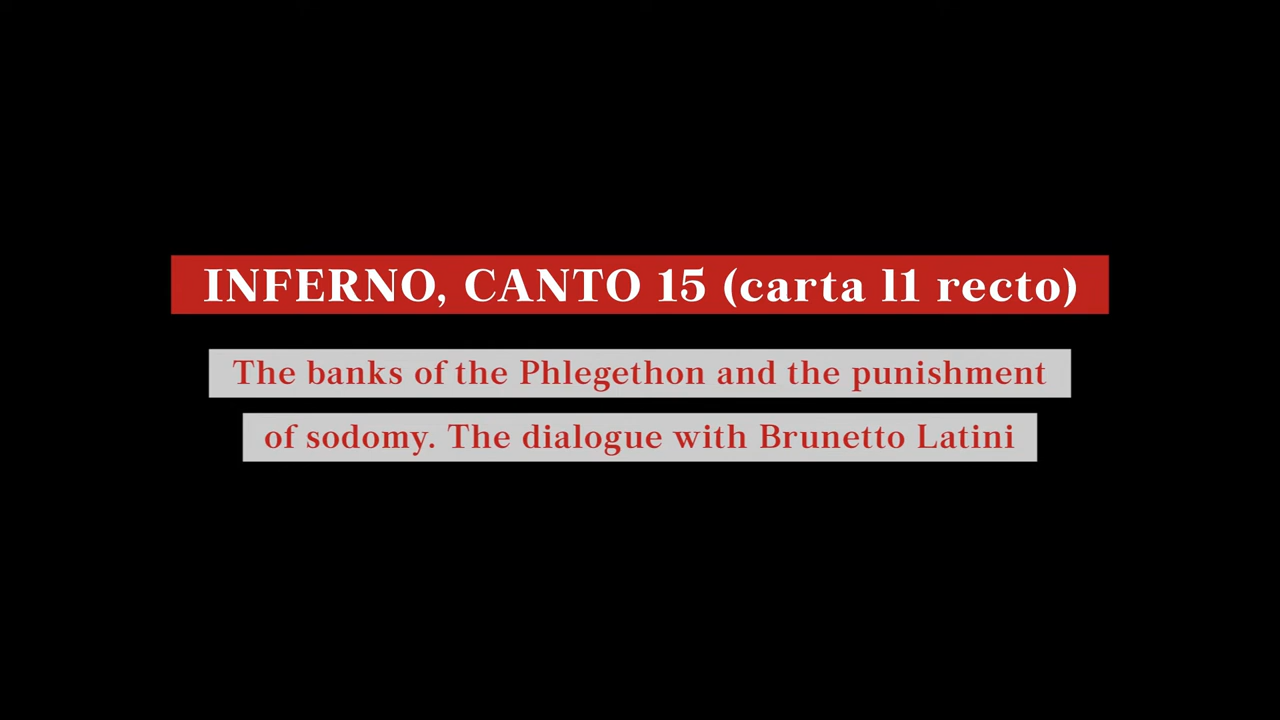 INFERNO, CANTO 15 (carta l1 recto)
The banks of the Phlegethon and the punishment
of sodomy. The dialogue with Brunetto Latini